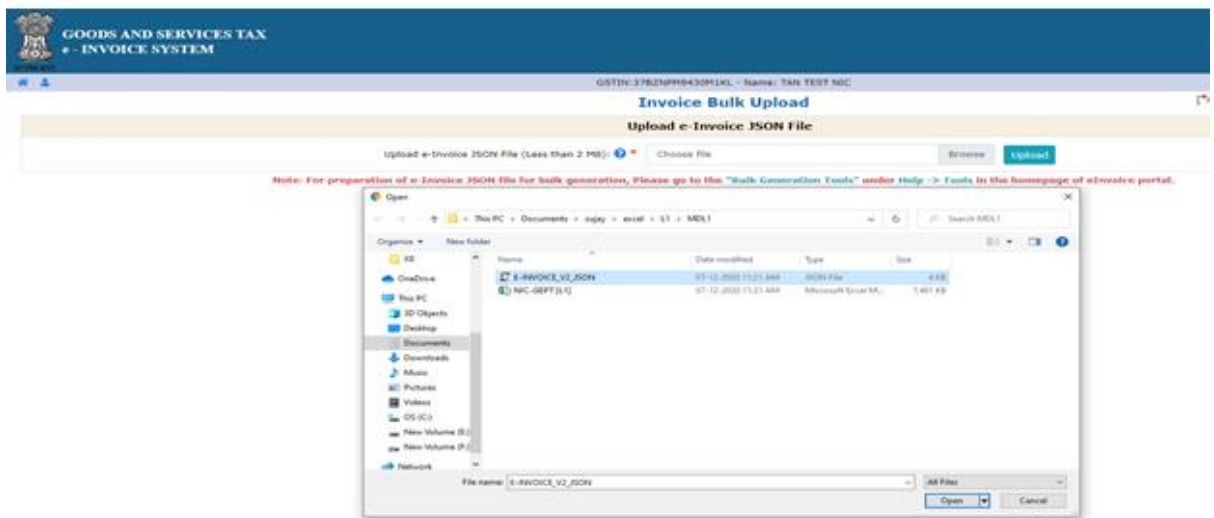 GOODS AND SERVICES TAX
e - INVOICE SYSTEM
Name: TAN TEST NIC
Invoice Bulk Upload
Upload e-Invoice JSON File
Upload e-Invoice JSON File (Less than 2 MB): * Choose File Browse Upload
Note: For preparation of e-Invoice JSON file for bulk generation, Please go to the "Bulk Generation Tools" under Help -> Tools in the homepage of eInvoice portal.
Open
This PC Documents sujay excel L1 MDL1 Search MDL1
Organize New Folder
Name Date modified Type Size
KB
E-INVOICE_V2_JSON 07-12-2020 11:21 AM JSON File 4 KB
NIC-GEPT [L1] 07-12-2020 11:21 AM Microsoft Excel M...
OneDrive
This PC
3D Objects
Desktop
Documents
Downloads
Music
Pictures
Videos
OS (C:)
New Volume (E:)
New Volume (F:)
Network
File name: E-INVOICE_V2_JSON All Files
Open Cancel